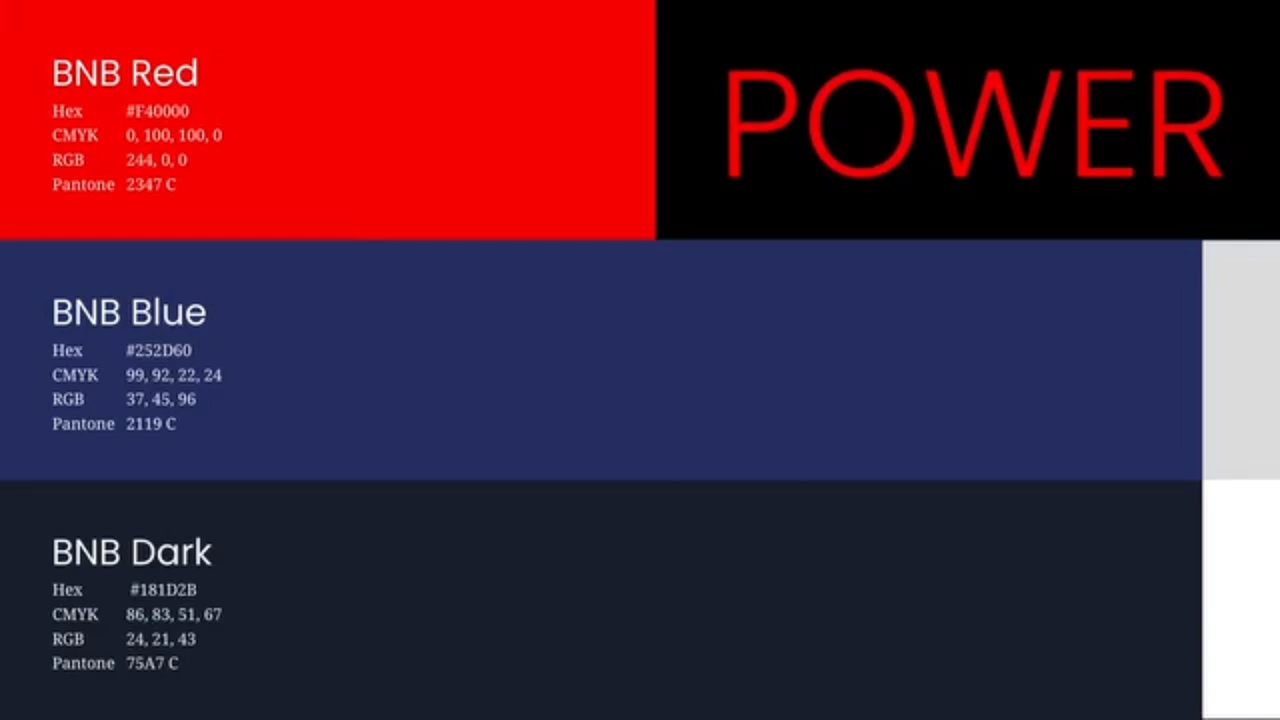 BNB Red
Hex #F40000
CMYK 0, 100, 100, 0
RGB 244, 0, 0
Pantone 2347 C
POWER
BNB Blue
Hex #252D60
CMYK 99, 92, 22, 24
RGB 37, 45, 96
Pantone 2119 C
BNB Dark
Hex #181D2B
CMYK 86, 83, 51, 67
RGB 24, 21, 43
Pantone 75A7 C